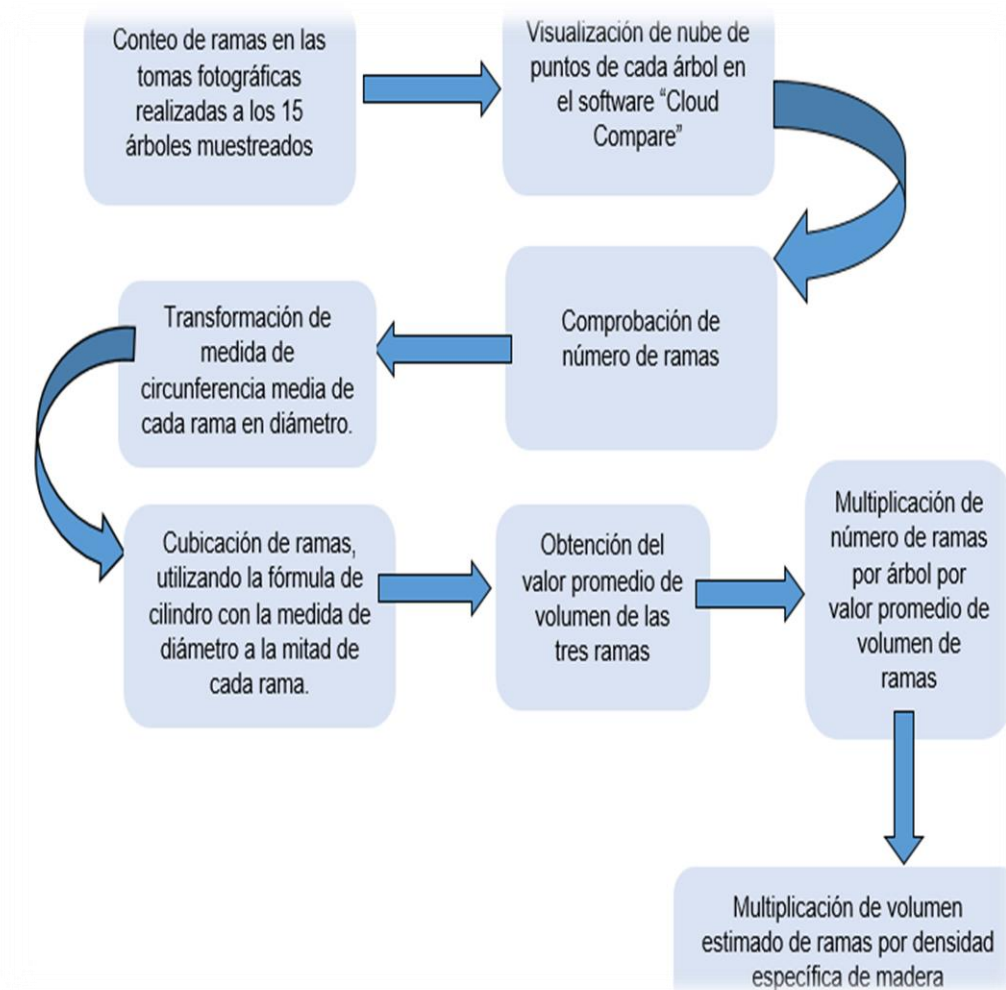 Conteo de ramas en las
tomas fotográficas
realizadas a los 15
árboles muestreados
Visualización de nube de
puntos de cada árbol en
el software “Cloud
Compare”
Comprobación de
número de ramas
Transformación de
medida de
circunferencia media de
cada rama en diámetro.
Cubicación de ramas,
utilizando la fórmula de
cilindro con la medida de
diámetro a la mitad de
cada rama.
Obtención del
valor promedio de
volumen de las
tres ramas
Multiplicación de
número de ramas
por árbol por
valor promedio de
volumen de
ramas
Multiplicación de volumen
estimado de ramas por densidad
específica de madera